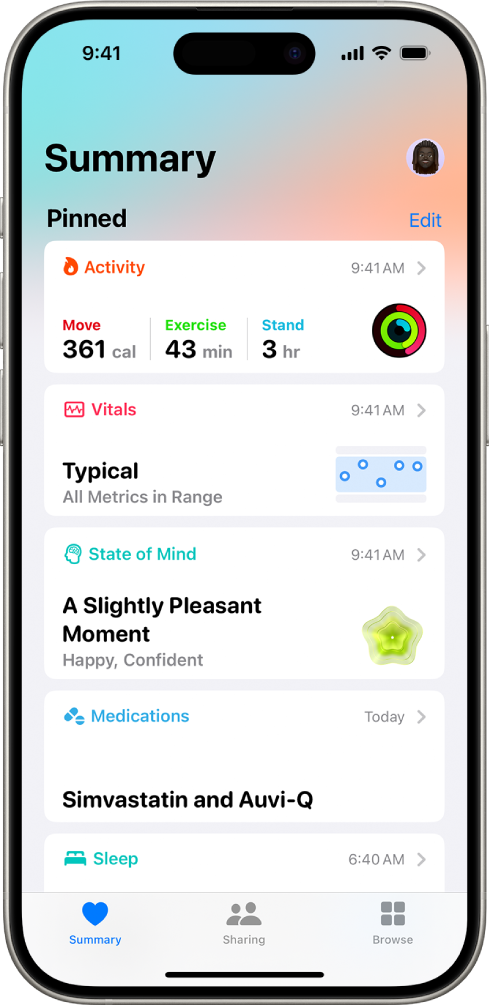 9:41
Summary
Pinned
Edit
Activity
9:41 AM
Move
Exercise
Stand
361 cal
43 min
3 hr
Vitals
9:41 AM
Typical
All Metrics in Range
State of Mind
9:41 AM
A Slightly Pleasant
Moment
Happy, Confident
Medications
Today
Simvastatin and Auvi-Q
Sleep
6:40 AM
Summary
Sharing
Browse